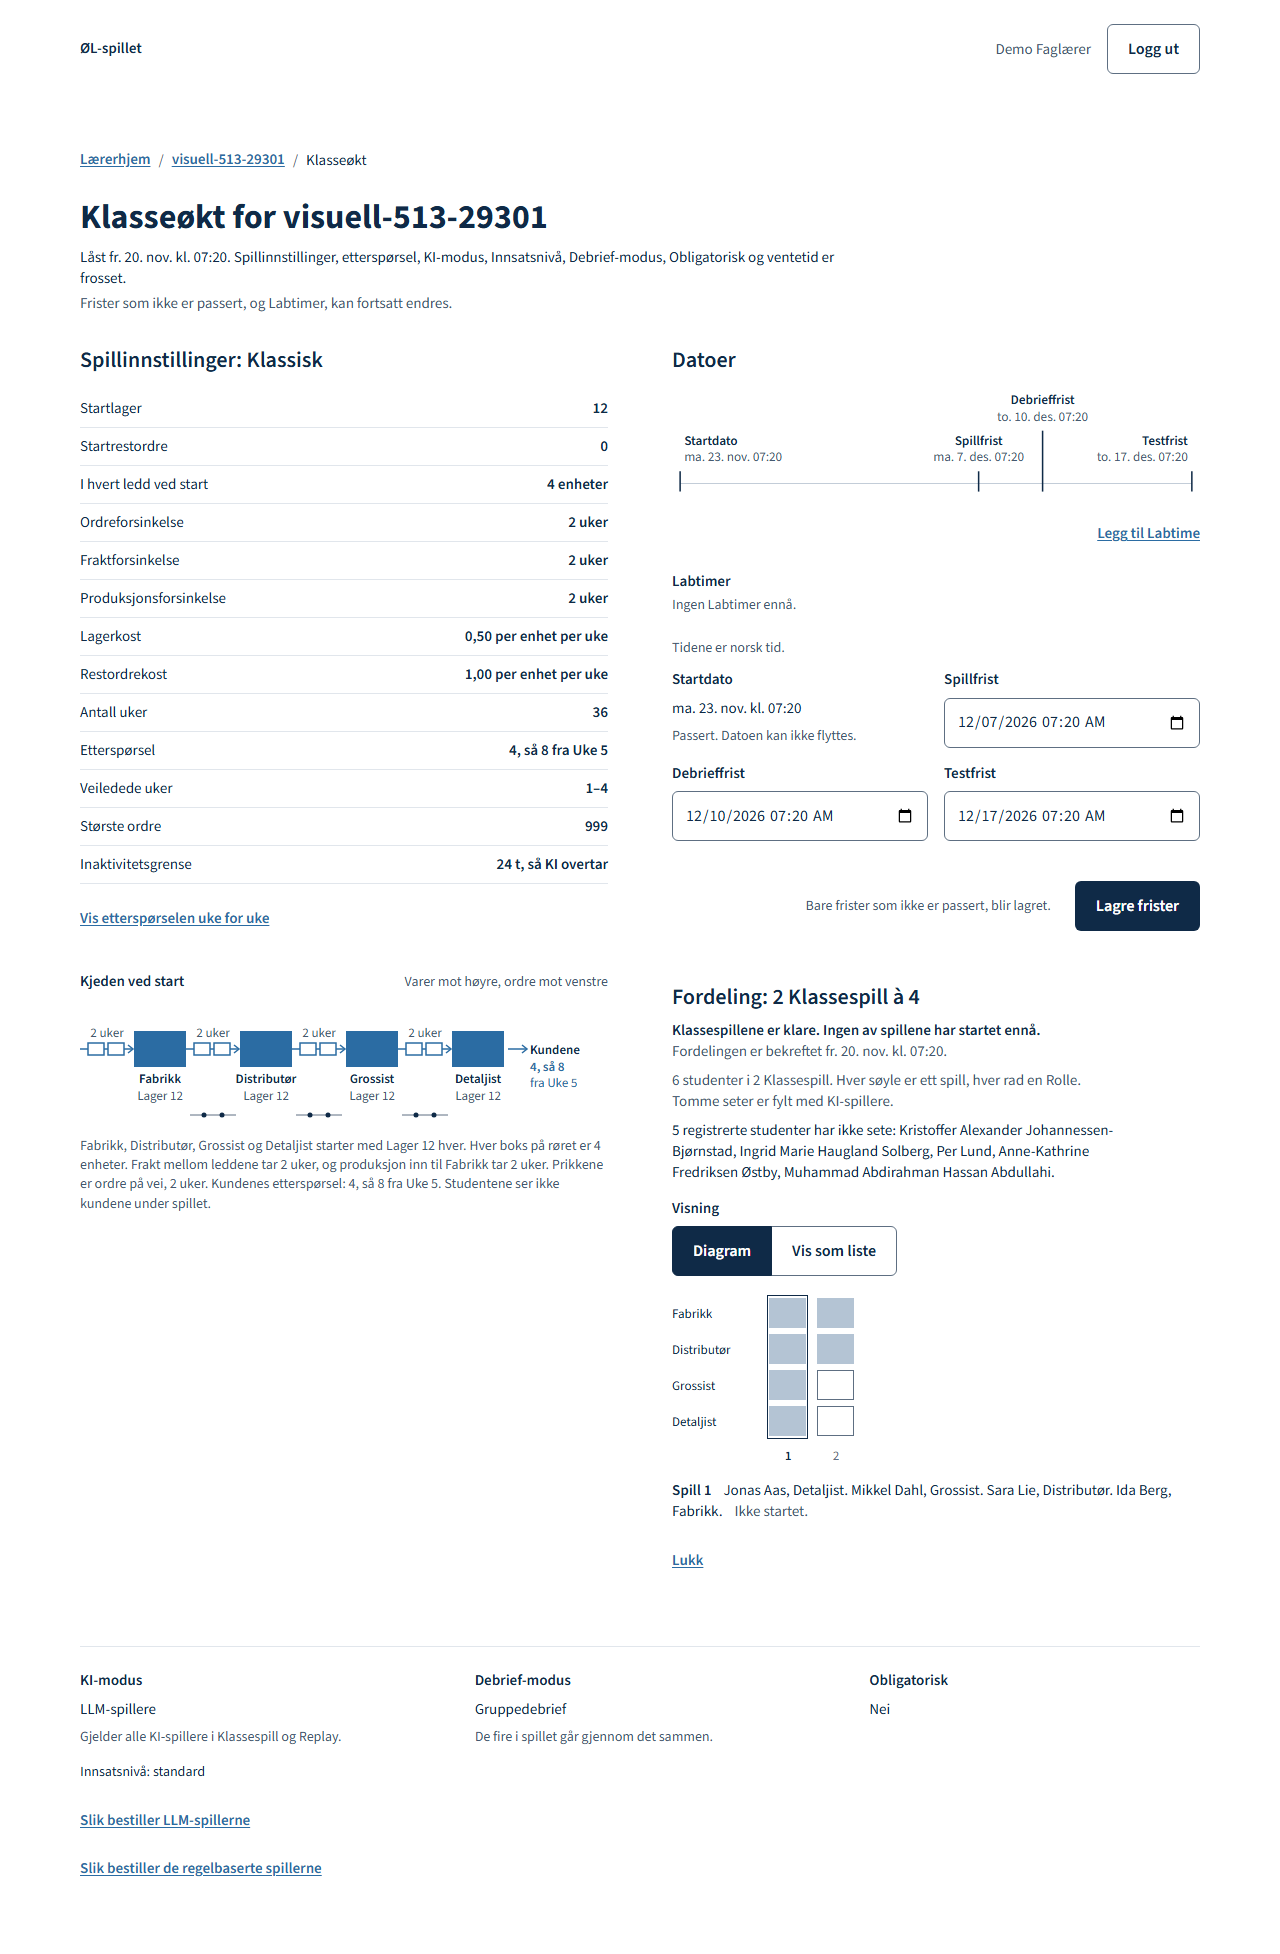 ØL-spillet
Demo Faglærer
Logg ut
Lærerhjem / visuell-513-29301 / Klasseøkt
Klasseøkt for visuell-513-29301
Låst fr. 20. nov. kl. 07:20. Spillinnstillinger, etterspørsel, KI-modus, Innsatsnivå, Debrief-modus, Obligatorisk og ventetid er
frosset.
Frister som ikke er passert, og Labtimer, kan fortsatt endres.
Spillinnstillinger: Klassisk
Startlager 12
Startrestordre 0
I hvert ledd ved start 4 enheter
Ordreforsinkelse 2 uker
Fraktforsinkelse 2 uker
Produksjonsforsinkelse 2 uker
Lagerkost 0,50 per enhet per uke
Restordrekost 1,00 per enhet per uke
Antall uker 36
Etterspørsel 4, så 8 fra Uke 5
Veiledede uker 1–4
Største ordre 999
Inaktivitetsgrense 24 t, så KI overtar
Vis etterspørselen uke for uke
Kjeden ved start
Varer mot høyre, ordre mot venstre
2 uker 2 uker 2 uker 2 uker
Kundene
4, så 8
fra Uke 5
Fabrikk Distributør Grossist Detaljist
Lager 12 Lager 12 Lager 12 Lager 12
Fabrikk, Distributør, Grossist og Detaljist starter med Lager 12 hver. Hver boks på røret er 4
enheter. Frakt mellom leddene tar 2 uker, og produksjon inn til Fabrikk tar 2 uker. Prikkene
er ordre på vei, 2 uker. Kundenes etterspørsel: 4, så 8 fra Uke 5. Studentene ser ikke
kundene under spillet.
Datoer
Debrieffrist
to. 10. des. 07:20
Startdato Spillfrist Testfrist
ma. 23. nov. 07:20 ma. 7. des. 07:20 to. 17. des. 07:20
Legg til Labtime
Labtimer
Ingen Labtimer ennå.
Tidene er norsk tid.
Startdato
ma. 23. nov. kl. 07:20
Passert. Datoen kan ikke flyttes.
Spillfrist
12/07/2026 07:20 AM
Debrieffrist
12/10/2026 07:20 AM
Testfrist
12/17/2026 07:20 AM
Bare frister som ikke er passert, blir lagret.
Lagre frister
Fordeling: 2 Klassespill à 4
Klassespillene er klare. Ingen av spillene har startet ennå.
Fordelingen er bekreftet fr. 20. nov. kl. 07:20.
6 studenter i 2 Klassespill. Hver søyle er ett spill, hver rad en Rolle.
Tomme seter er fylt med KI-spillere.
5 registrerte studenter har ikke sete: Kristoffer Alexander Johannessen-
Bjørnstad, Ingrid Marie Haugland Solberg, Per Lund, Anne-Kathrine
Fredriksen Østby, Muhammad Abdirahman Hassan Abdullahi.
Visning
Diagram
Vis som liste
Fabrikk
Distributør
Grossist
Detaljist
1 2
Spill 1 Jonas Aas, Detaljist. Mikkel Dahl, Grossist. Sara Lie, Distributør. Ida Berg,
Fabrikk. Ikke startet.
Lukk
KI-modus
LLM-spillere
Gjelder alle KI-spillere i Klassespill og Replay.
Innsatsnivå: standard
Slik bestiller LLM-spillerne
Slik bestiller de regelbaserte spillerne
Debrief-modus
Gruppedebrief
De fire i spillet går gjennom det sammen.
Obligatorisk
Nei